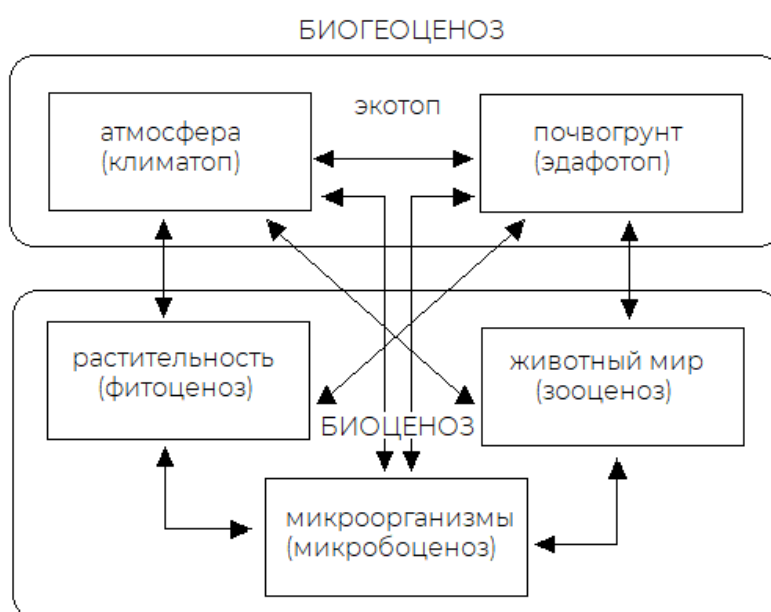 БИОГЕОЦЕНОЗ
экотоп
атмосфера
(климатоп)
почвогрунт
(эдафотоп)
растительность
(фитоценоз)
животный мир
(зооценоз)
БИОЦЕНОЗ
микроорганизмы
(микробоценоз)